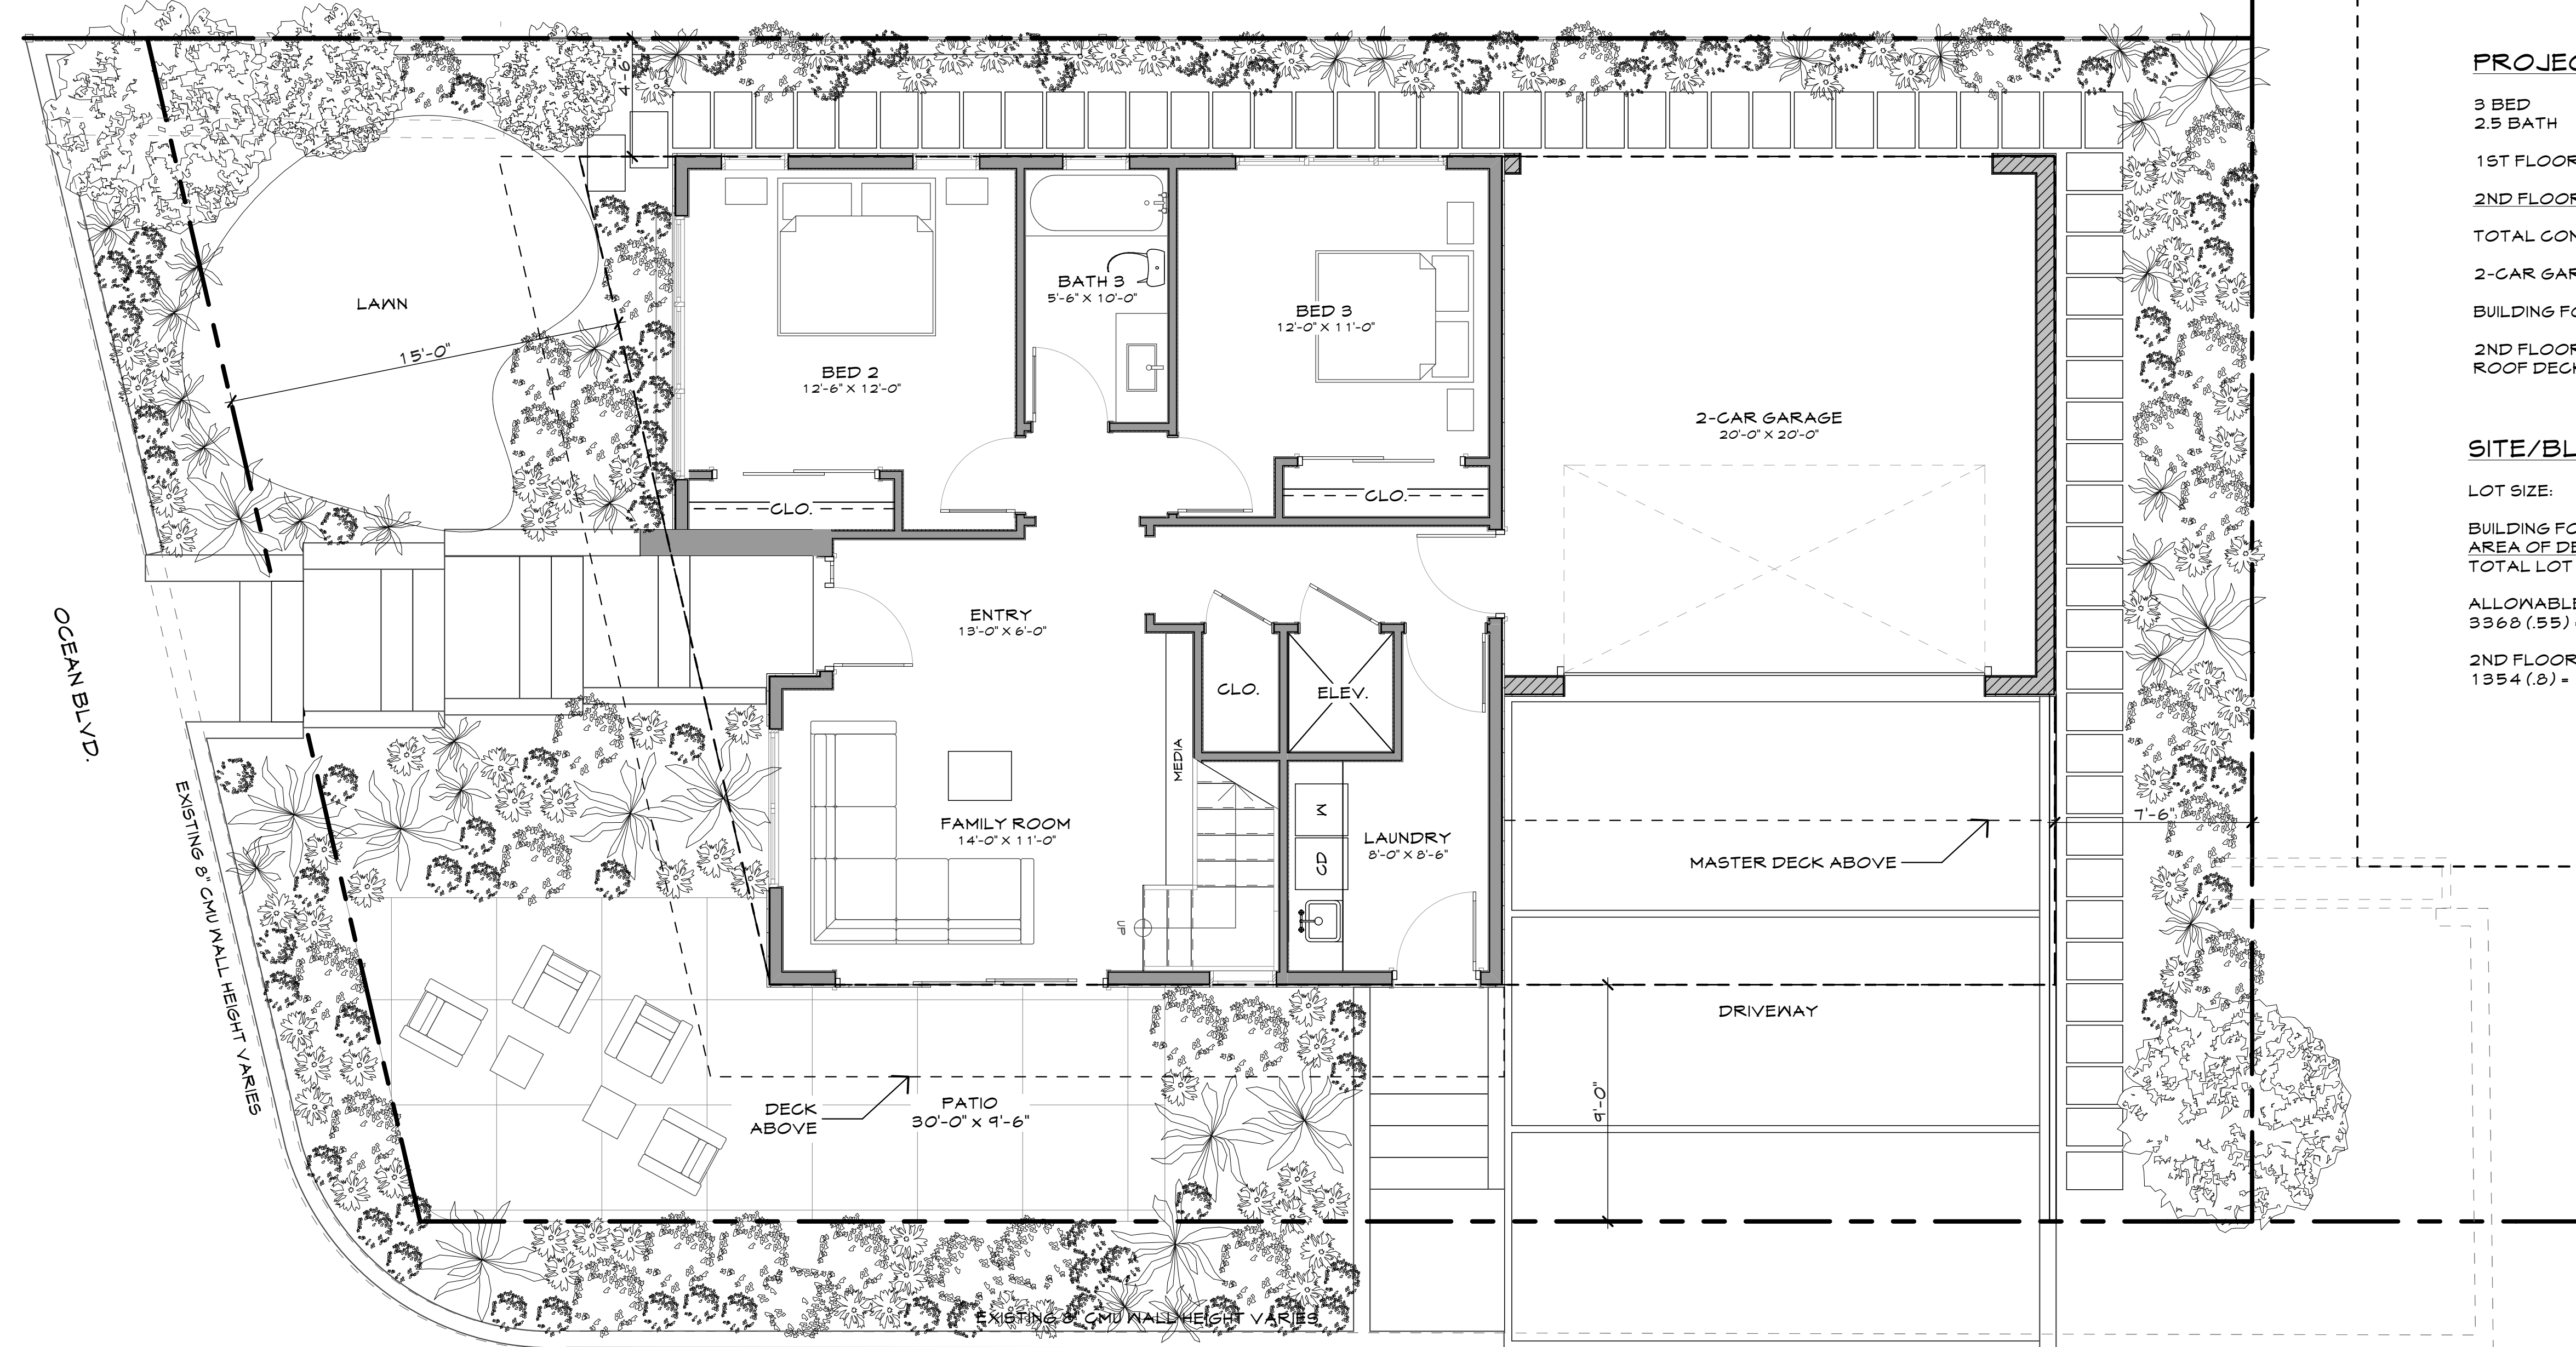 4'-6"
LAWN
15'-0"
OCEAN BLVD.
EXISTING 8" CMU WALL HEIGHT VARIES
BED 2
12'-6" X 12'-0"
CLO.
BATH 3
5'-6" X 10'-0"
BED 3
12'-0" X 11'-0"
CLO.
2-CAR GARAGE
20'-0" X 20'-0"
ENTRY
13'-0" X 6'-0"
CLO.
ELEV.
MEDIA
FAMILY ROOM
14'-0" X 11'-0"
UP
W
CD
LAUNDRY
8'-0" X 8'-6"
MASTER DECK ABOVE
7'-6"
DRIVEWAY
9'-0"
DECK
ABOVE
PATIO
30'-0" x 9'-6"
EXISTING 8" CMU WALL HEIGHT VARIES
PROJEC
3 BED
2.5 BATH
1ST FLOOR
2ND FLOOR
TOTAL CON
2-CAR GAR
BUILDING FO
2ND FLOOR
ROOF DECK
SITE/BL
LOT SIZE:
BUILDING FO
AREA OF DE
TOTAL LOT
ALLOWABLE
3368 (.55)
2ND FLOOR
1354 (.8) =